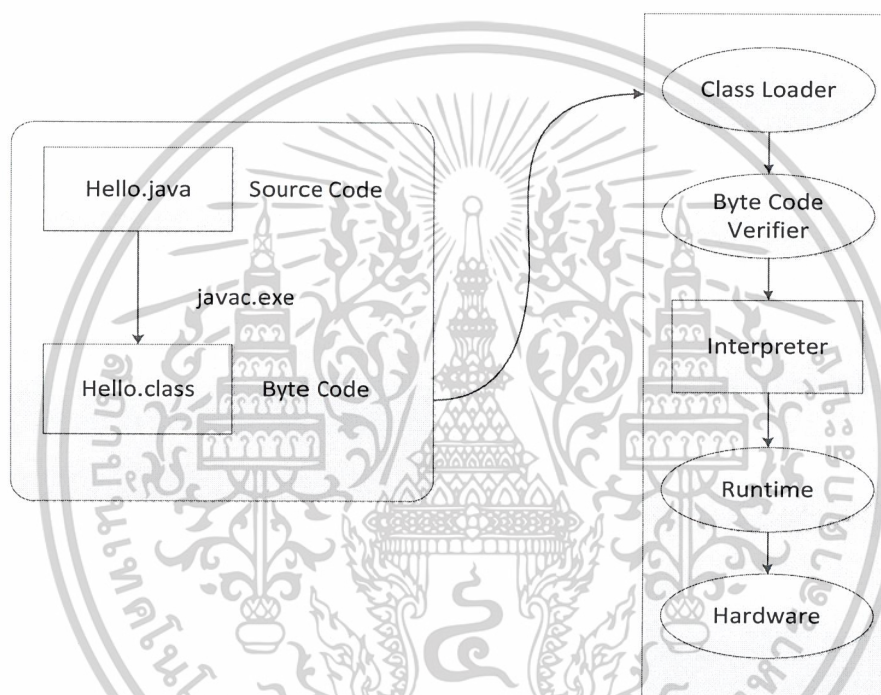 Hello.java
Source Code
javac.exe
Hello.class
Byte Code
Class Loader
Byte Code
Verifier
Interpreter
Runtime
Hardware